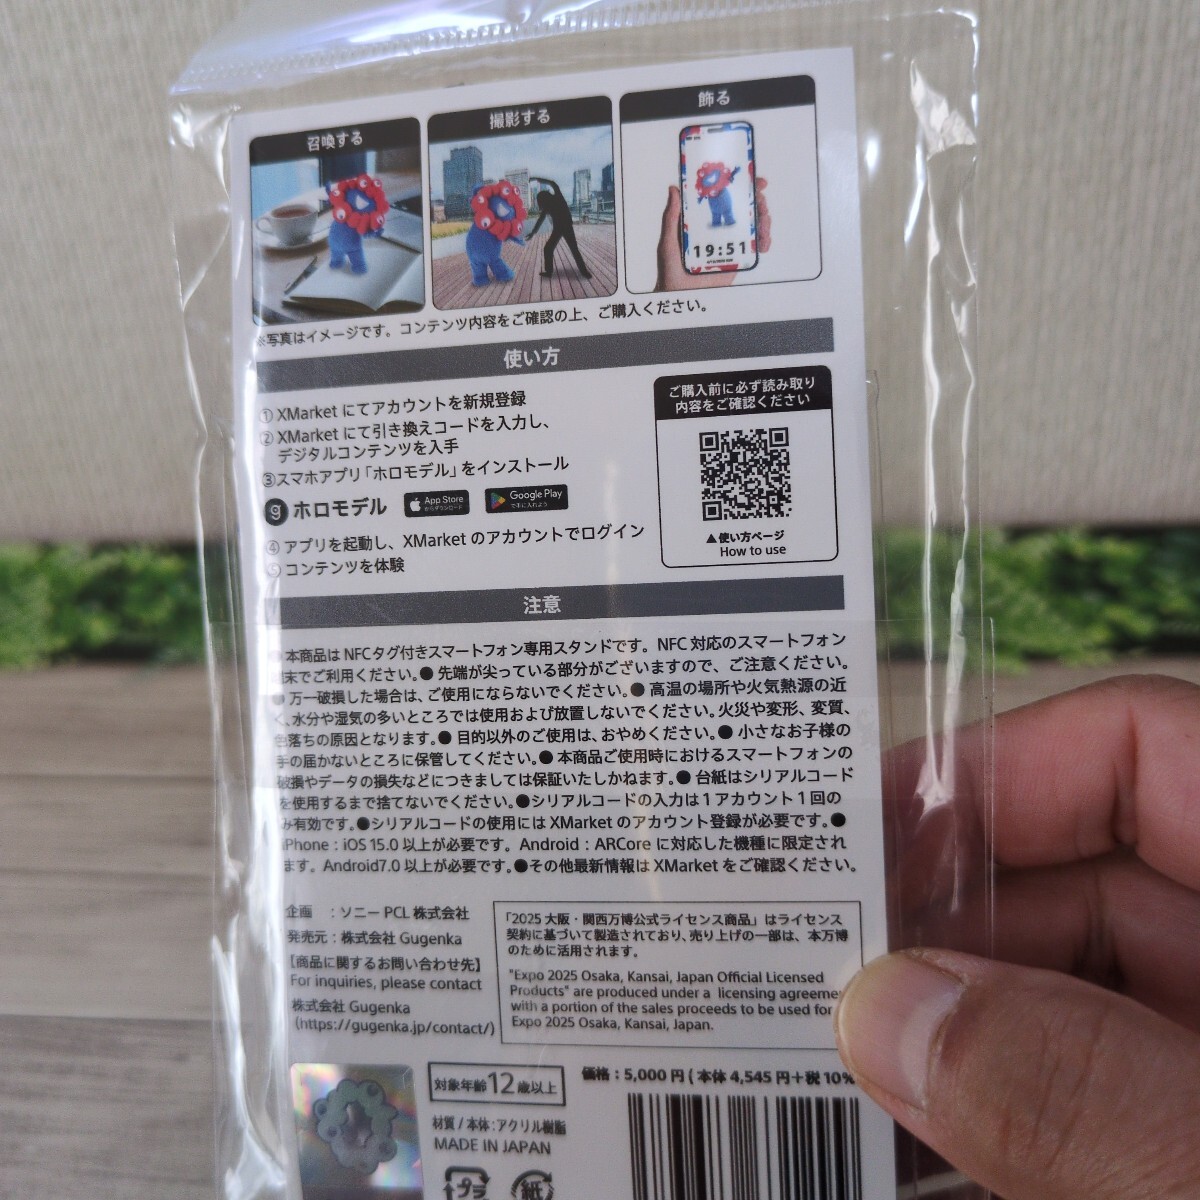 召喚する
撮影する
飾る
19:51
※写真はイメージです。コンテンツ内容をご確認の上、ご購入ください。
使い方
① XMarket にてアカウントを新規登録
② XMarket にて引き換えコードを入力し、
デジタルコンテンツを入手
③スマホアプリ「ホロモデル」をインストール
g ホロモデル
App Store
からダウンロード
Google Play
で手に入れよう
④ アプリを起動し、XMarket のアカウントでログイン
⑤ コンテンツを体験
ご購入前に必ず読み取り
内容をご確認ください
▲使い方ページ
How to use
注意
● 本商品は NFCタグ付きスマートフォン専用スタンドです。NFC 対応のスマートフォン
端末でご利用ください。● 先端が尖っている部分がございますので、ご注意ください。
● 万一破損した場合は、ご使用にならないでください。● 高温の場所や火気熱源の近
く、水分や湿気の多いところでは使用および放置しないでください。火災や変形、変質、
色落ちの原因となります。● 目的以外のご使用は、おやめください。● 小さなお子様の
手の届かないところに保管してください。● 本商品ご使用時におけるスマートフォンの
破損やデータの損失などにつきましては保証いたしかねます。● 台紙はシリアルコード
を使用するまで捨てないでください。●シリアルコードの入力は 1 アカウント 1 回の
み有効です。●シリアルコードの使用には XMarket のアカウント登録が必要です。●
iPhone：iOS 15.0 以上が必要です。Android：ARCore に対応した機種に限定され
ます。Android7.0 以上が必要です。●その他最新情報は XMarket をご確認ください。
企画　：ソニー PCL 株式会社
発売元：株式会社 Gugenka
【商品に関するお問い合わせ先】
For inquiries, please contact
株式会社 Gugenka
(https://gugenka.jp/contact/)
「2025 大阪・関西万博公式ライセンス商品」はライセンス
契約に基づいて製造されており、売り上げの一部は、本万博
のために活用されます。
"Expo 2025 Osaka, Kansai, Japan Official Licensed
Products" are produced under a licensing agreemen
with a portion of the sales proceeds to be used for
Expo 2025 Osaka, Kansai, Japan.
対象年齢 12 歳以上
価格：5,000 円 ( 本体 4,545 円＋税 10%
材質 / 本体：アクリル樹脂
MADE IN JAPAN
プラ
紙